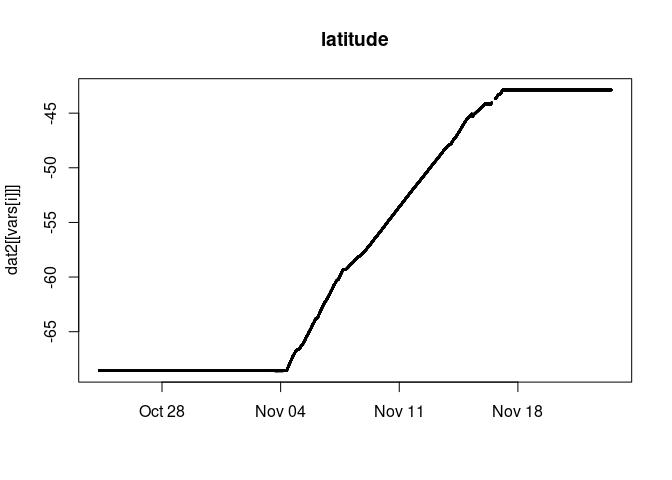 latitude
dat2[[vars[i]]]
-45
-50
-55
-60
-65
Oct 28
Nov 04
Nov 11
Nov 18